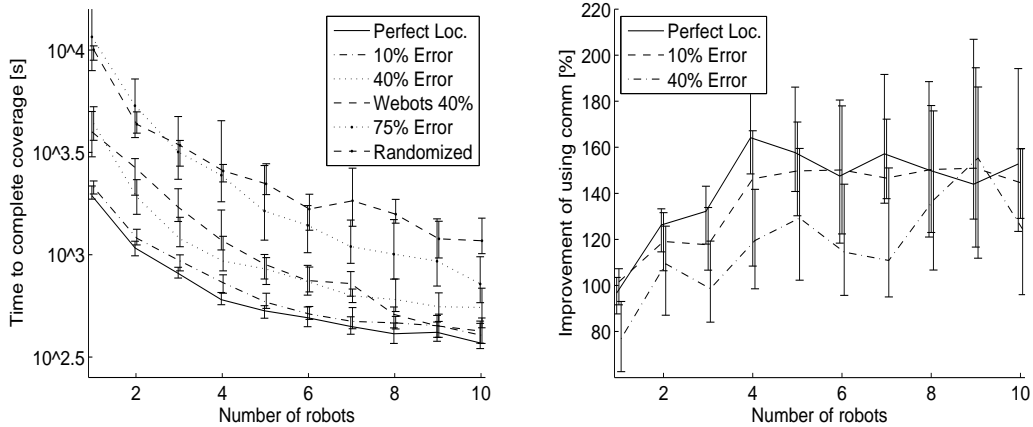 Time to complete coverage [s]
10^4
10^3.5
10^3
10^2.5
2 4 6 8 10
Number of robots
Perfect Loc.
10% Error
40% Error
Webots 40%
75% Error
Randomized
Improvement of using comm [%]
220
200
180
160
140
120
100
80
2 4 6 8 10
Number of robots
Perfect Loc.
10% Error
40% Error